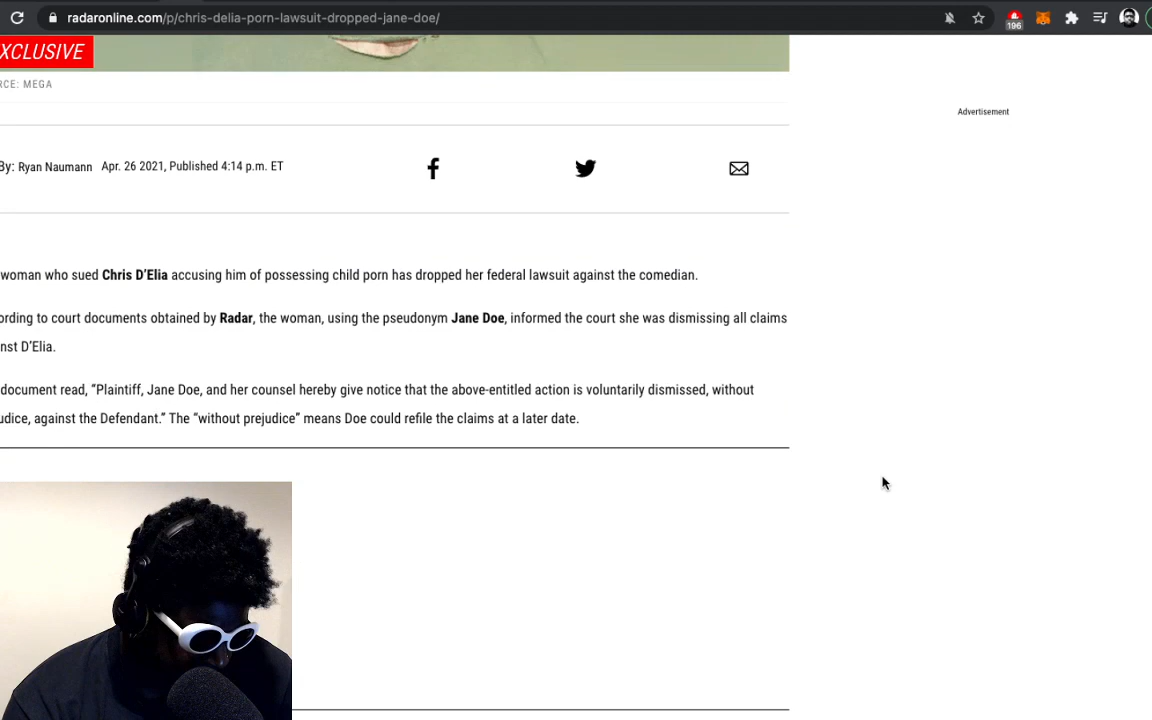 radaronline.com/p/chris-delia-porn-lawsuit-dropped-jane-doe/
196
XCLUSIVE
RCE: MEGA
Advertisement
By: Ryan Naumann Apr. 26 2021, Published 4:14 p.m. ET
woman who sued Chris D'Elia accusing him of possessing child porn has dropped her federal lawsuit against the comedian.
ording to court documents obtained by Radar, the woman, using the pseudonym Jane Doe, informed the court she was dismissing all claims
nst D'Elia.
document read, “Plaintiff, Jane Doe, and her counsel hereby give notice that the above-entitled action is voluntarily dismissed, without
udice, against the Defendant.” The “without prejudice” means Doe could refile the claims at a later date.